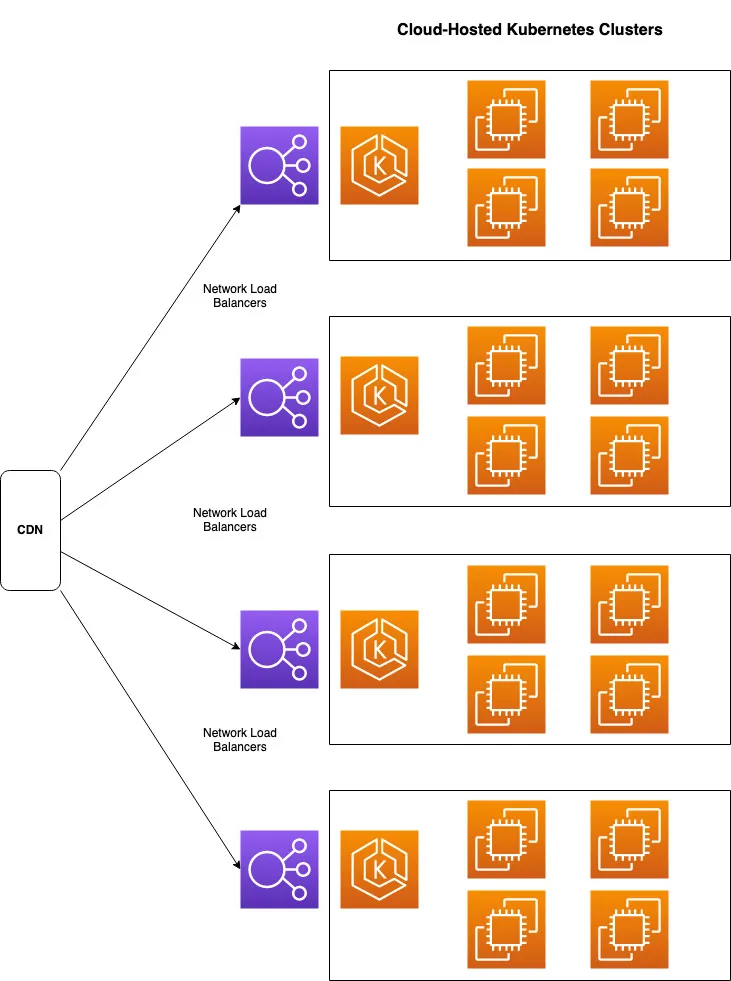 Cloud-Hosted Kubernetes Clusters
K
Network Load
Balancers
K
CDN
Network Load
Balancers
K
Network Load
Balancers
K